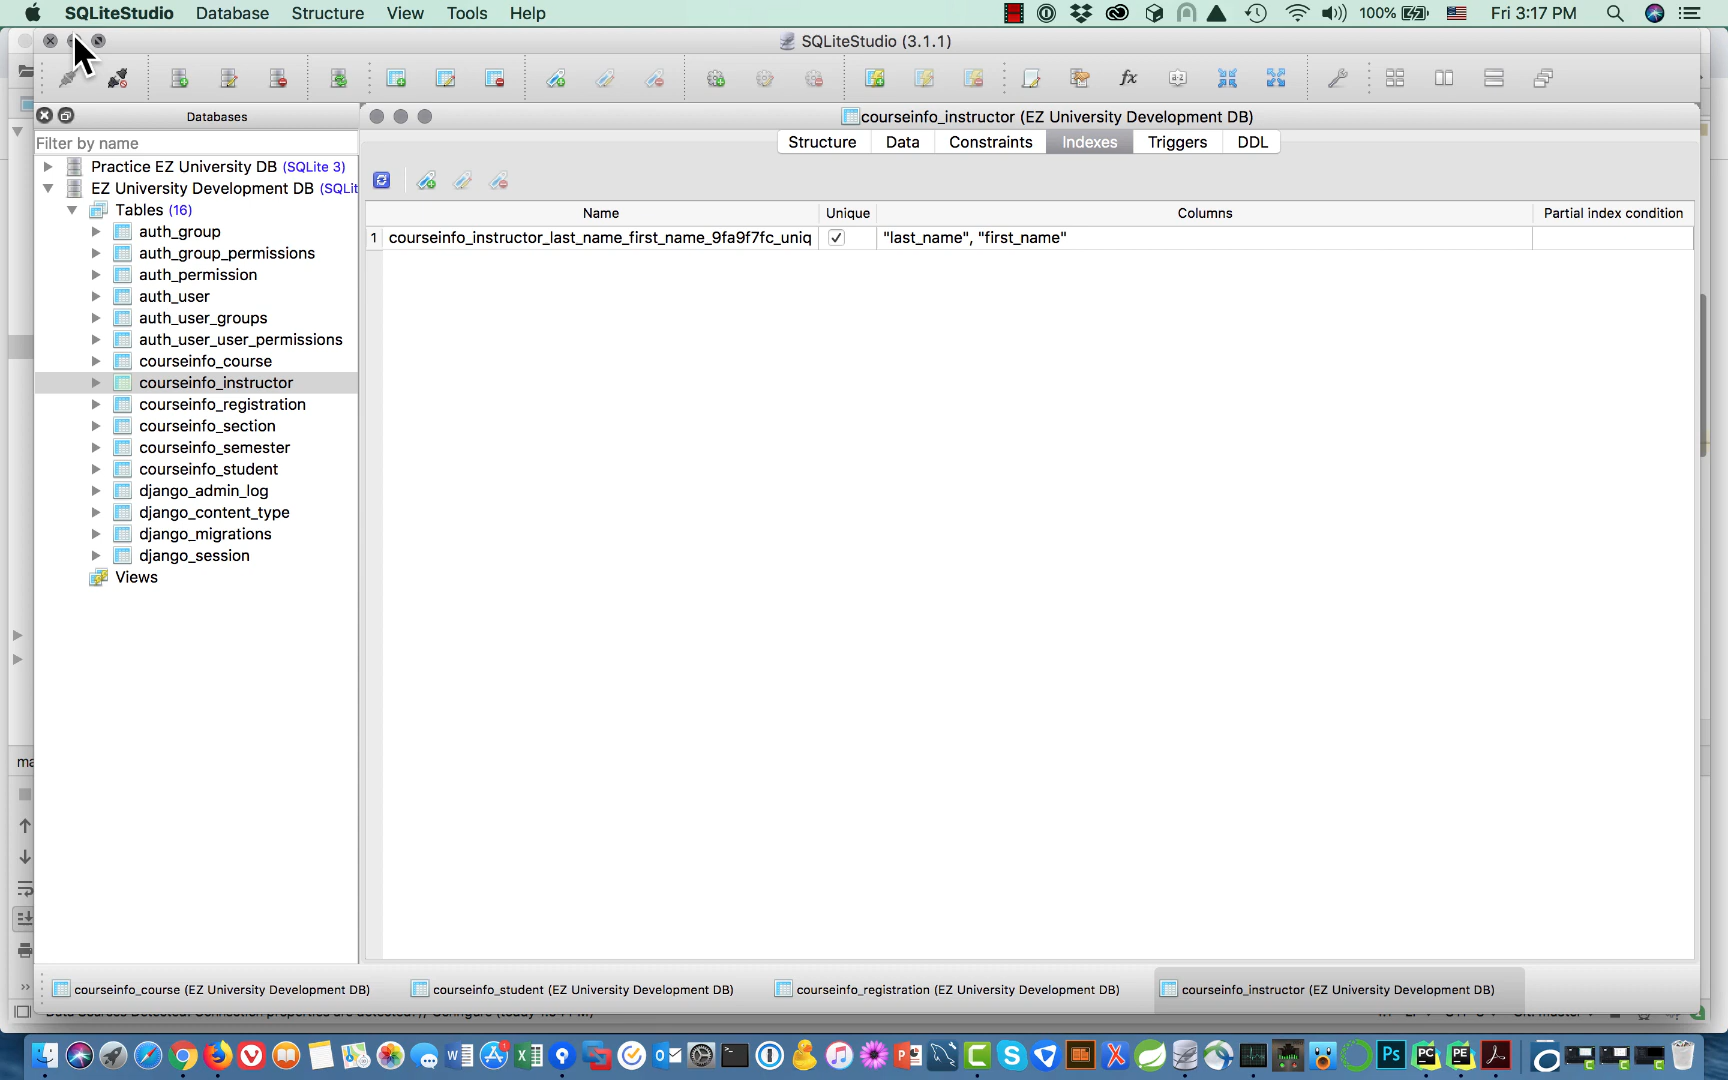 SQLiteStudio Database Structure View Tools Help 100% Fri 3:17 PM
SQLiteStudio (3.1.1)
Databases
courseinfo_instructor (EZ University Development DB)
Filter by name
Structure Data Constraints Indexes Triggers DDL
Practice EZ University DB (SQLite 3)
EZ University Development DB (SQLit
Tables (16)
auth_group
auth_group_permissions
auth_permission
auth_user
auth_user_groups
auth_user_user_permissions
courseinfo_course
courseinfo_instructor
courseinfo_registration
courseinfo_section
courseinfo_semester
courseinfo_student
django_admin_log
django_content_type
django_migrations
django_session
Views
Name Unique Columns Partial index condition
1 courseinfo_instructor_last_name_first_name_9fa9f7fc_uniq "last_name", "first_name"
ma
courseinfo_course (EZ University Development DB) courseinfo_student (EZ University Development DB) courseinfo_registration (EZ University Development DB) courseinfo_instructor (EZ University Development DB)